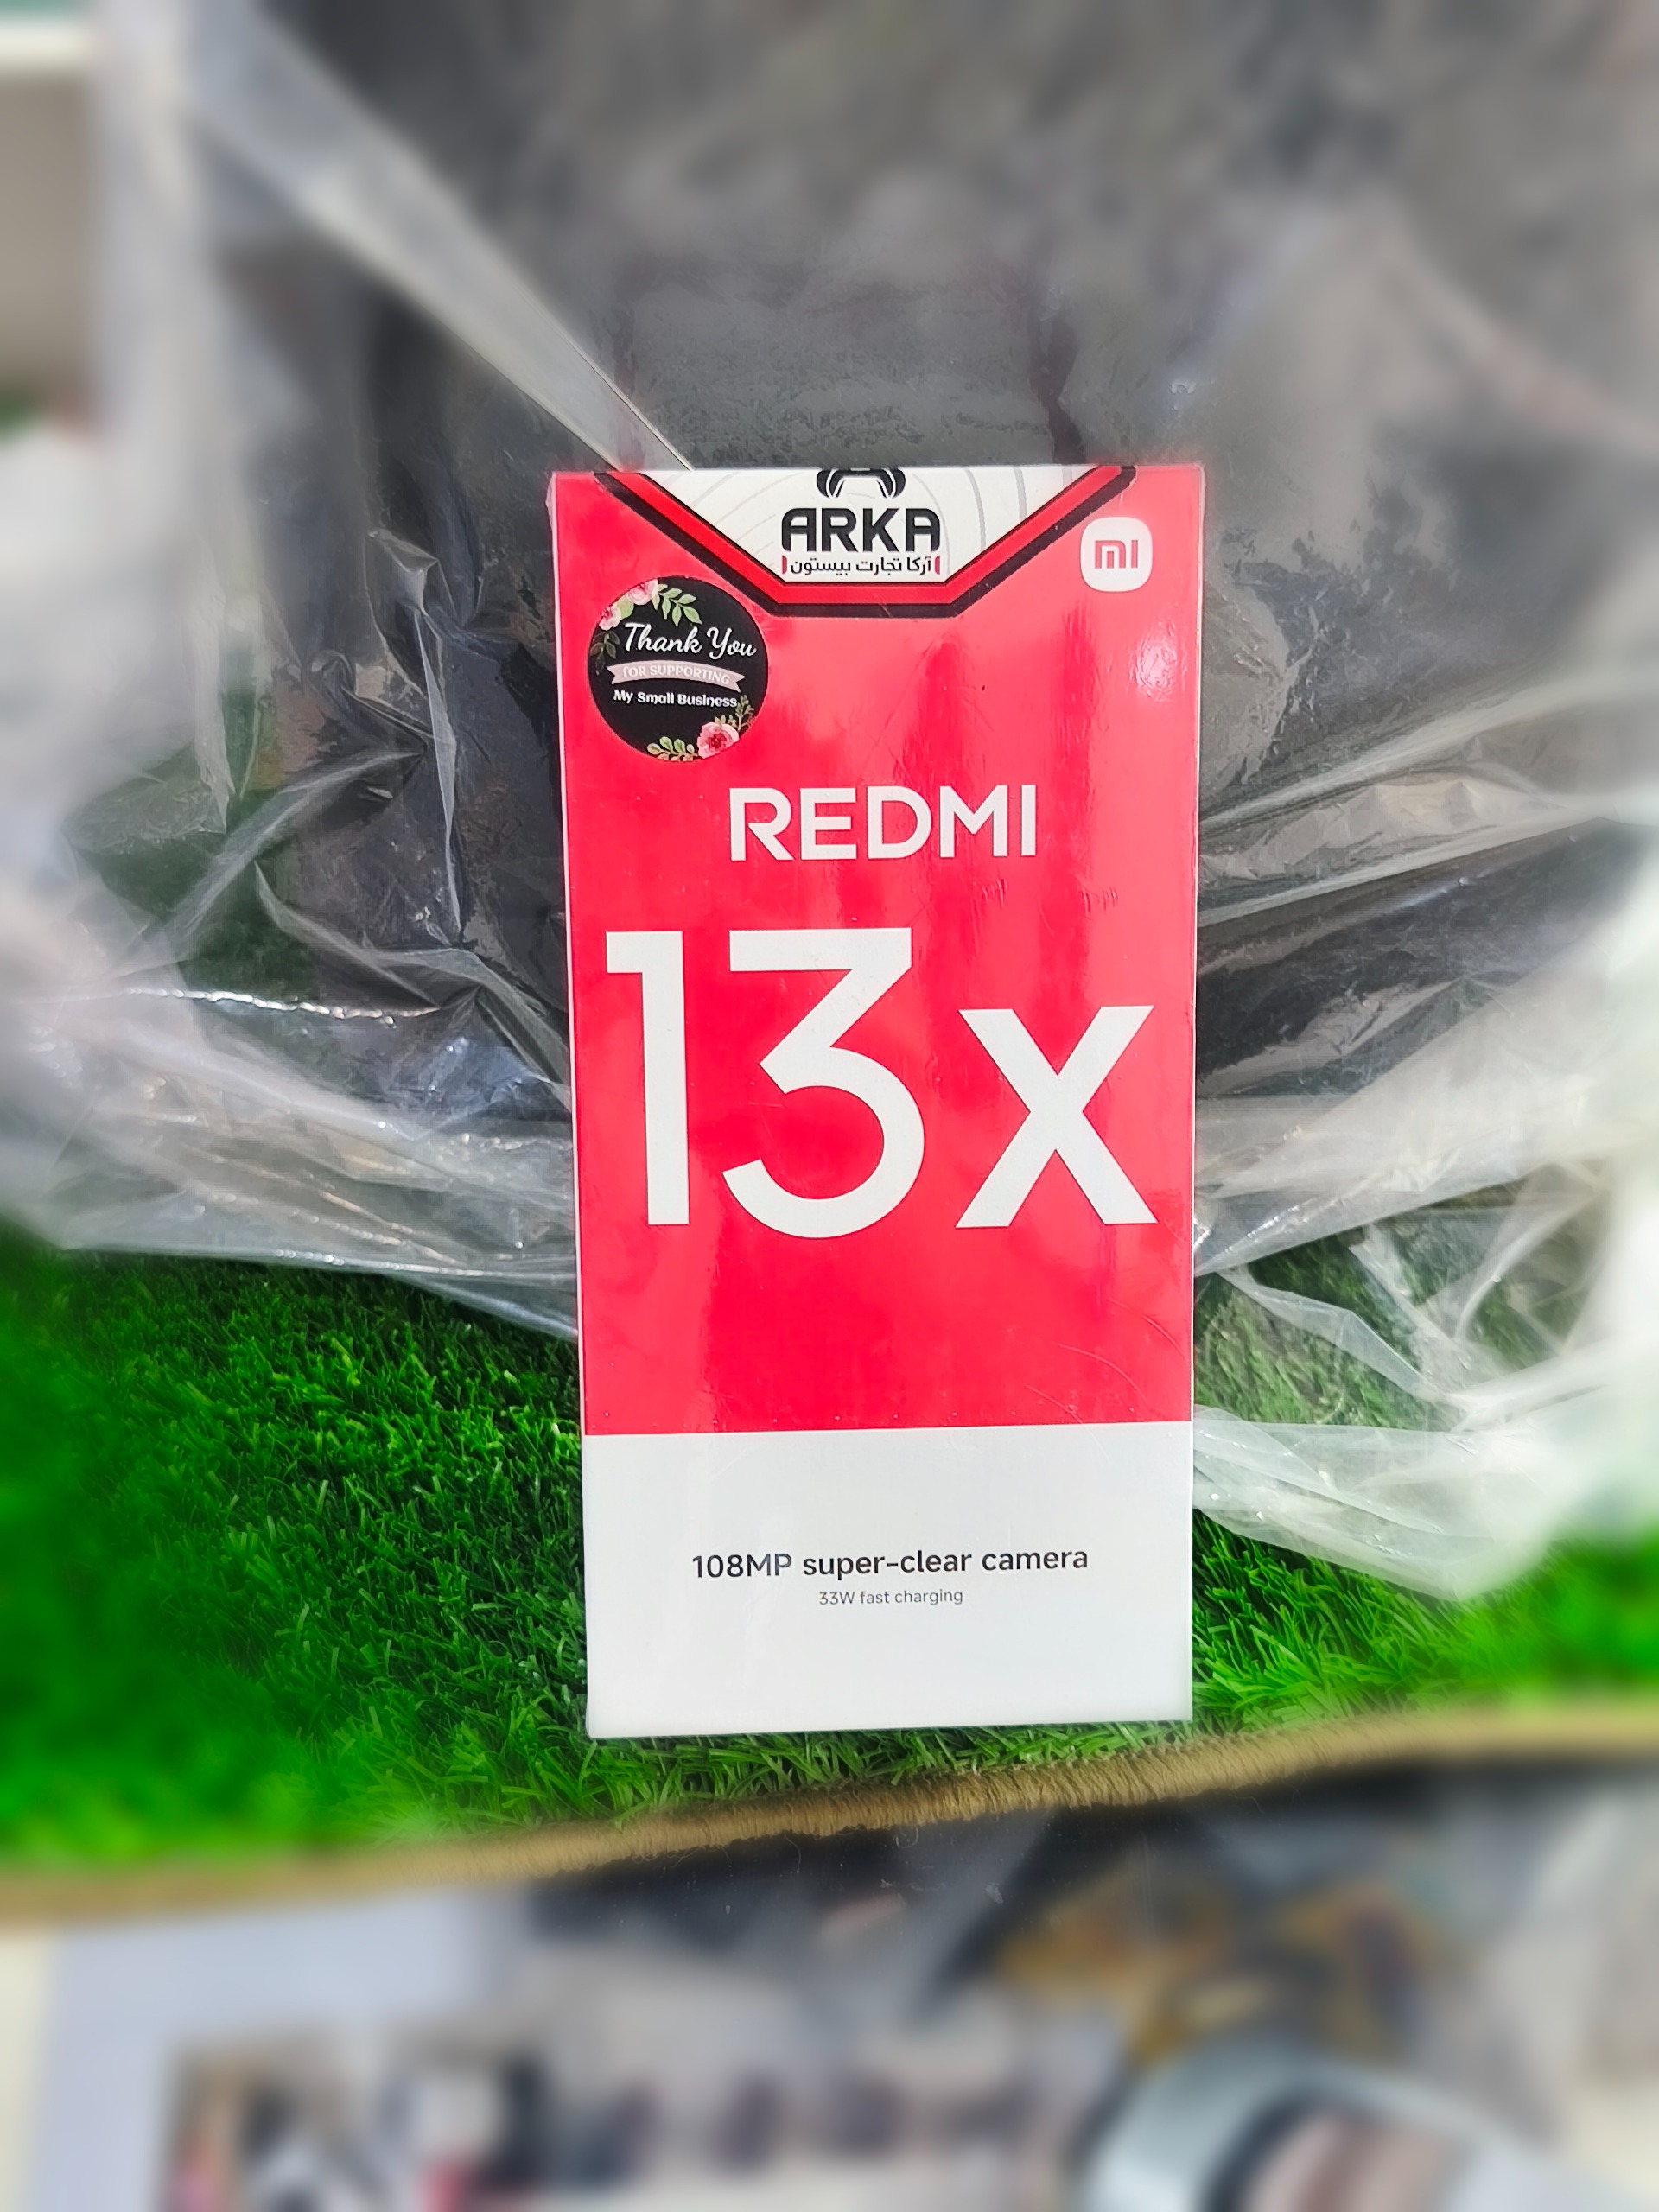 ARKA
آرکا تجارت بیستون
mi
Thank You
FOR SUPPORTING
My Small Business
REDMI
13x
108MP super-clear camera
33W fast charging